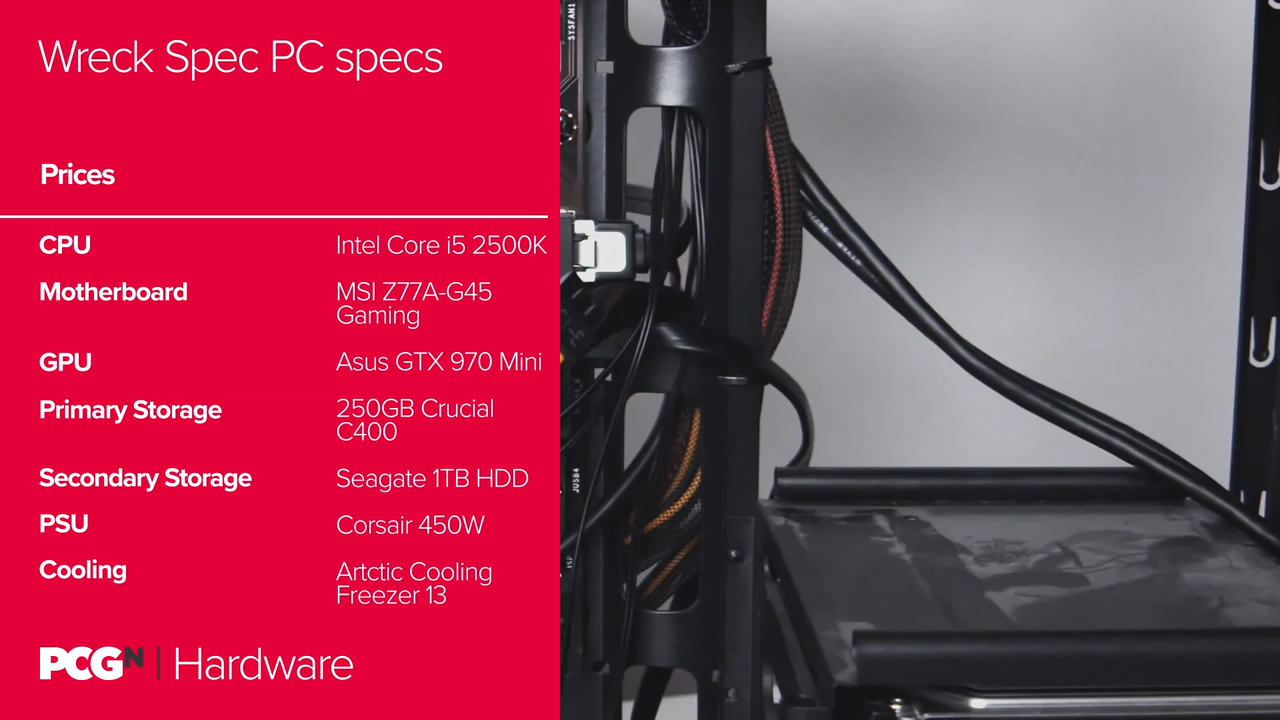 Wreck Spec PC specs
Prices
CPU Intel Core i5 2500K
Motherboard MSI Z77A-G45
Gaming
GPU Asus GTX 970 Mini
Primary Storage 250GB Crucial
C400
Secondary Storage Seagate 1TB HDD
PSU Corsair 450W
Cooling Artctic Cooling
Freezer 13
PCGN | Hardware
SYSFAN1
JUSB4